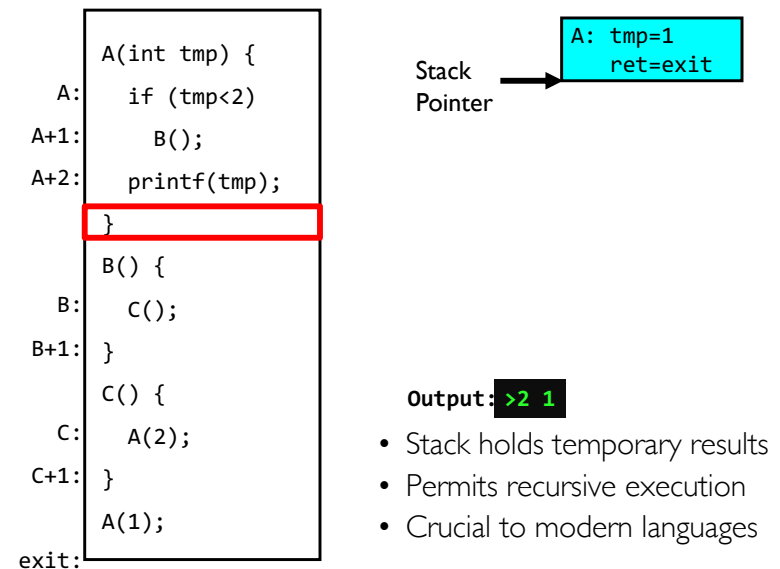 A(int tmp) {
A: if (tmp<2)
A+1: B();
A+2: printf(tmp);
}
B() {
B: C();
B+1: }
C() {
C: A(2);
C+1: }
A(1);
exit:
Stack
Pointer
A: tmp=1
ret=exit
Output: >2 1
• Stack holds temporary results
• Permits recursive execution
• Crucial to modern languages